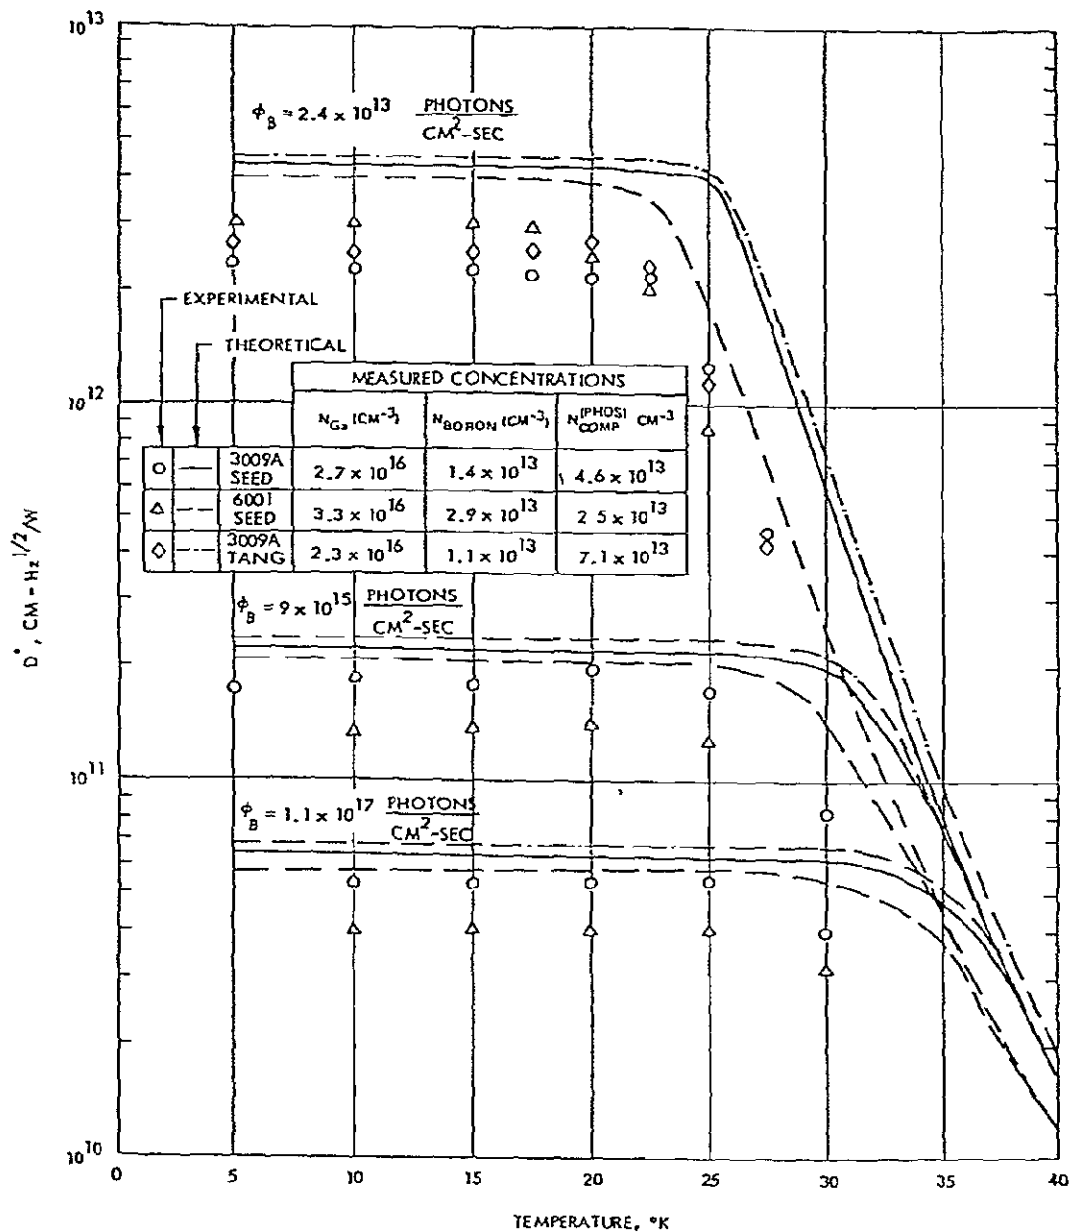 10^13
ϕ_B = 2.4 × 10^13 PHOTONS / CM^2-SEC
EXPERIMENTAL
THEORETICAL
MEASURED CONCENTRATIONS
N_Ga (CM^-3) N_BORON (CM^-3) N_COMP^(PHOS) CM^-3
3009A SEED 2.7 × 10^16 1.4 × 10^13 4.6 × 10^13
6001 SEED 3.3 × 10^16 2.9 × 10^13 2 5 × 10^13
3009A TANG 2.3 × 10^16 1.1 × 10^13 7.1 × 10^13
10^12
D*, CM - Hz^1/2/W
ϕ_B = 9 × 10^15 PHOTONS / CM^2-SEC
10^11
ϕ_B = 1.1 × 10^17 PHOTONS / CM^2-SEC
10^10
0 5 10 15 20 25 30 35 40
TEMPERATURE, °K